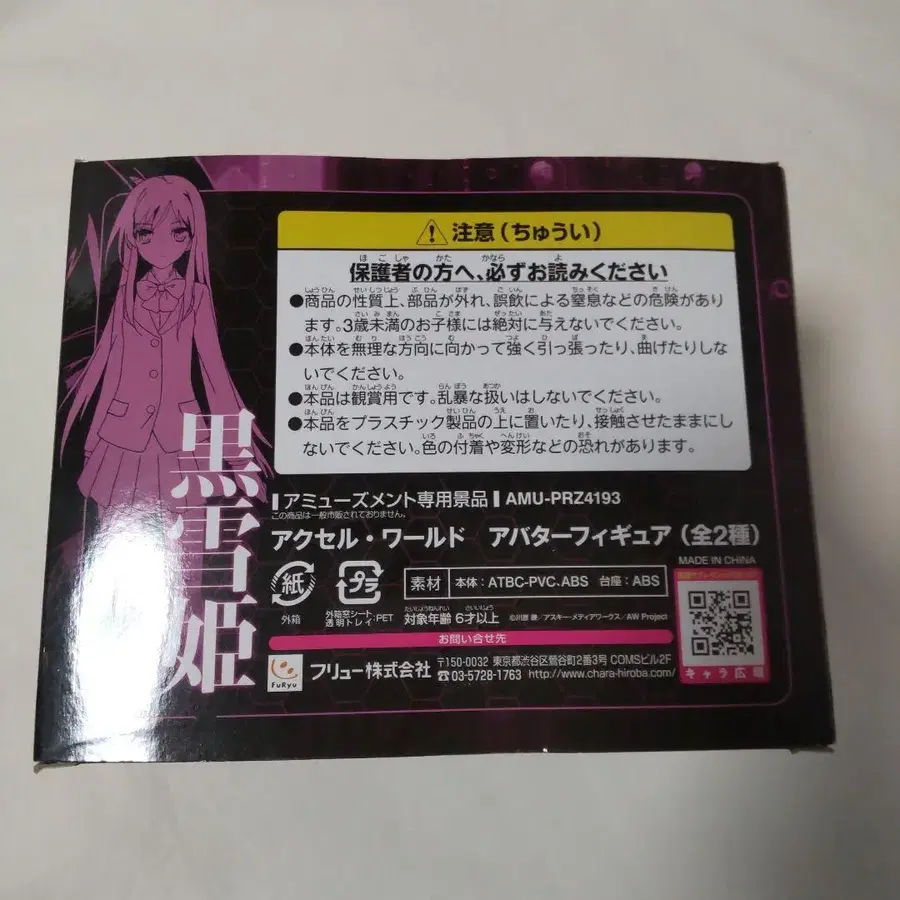 黒雪姫
注意(ちゅうい)
保護者の方へ、必ずお読みください
●商品の性質上、部品が外れ、誤飲による窒息などの危険があり
ます。3歳未満のお子様には絶対に与えないでください。
●本体を無理な方向に向かって強く引っ張ったり、曲げたりしな
いでください。
●本品は観賞用です。乱暴な扱いはしないでください。
●本品をプラスチック製品の上に置いたり、接触させたままに
しないでください。色の付着や変形などの恐れがあります。
アミューズメント専用景品 AMU-PRZ4193
この商品は一般市販されておりません。
アクセル・ワールド アバターフィギュア(全2種)
MADE IN CHINA
紙 プラ 素材 本体:ATBC-PVC、ABS 台座:ABS
外箱 外箱窓シート・透明トレイ:PET 対象年齢 6才以上 ©川原 礫/アスキー・メディアワークス/AW Project
お問い合せ先
FuRyu フリュー株式会社 〒150-0032 東京都渋谷区鶯谷町2番3号 COMSビル2F
☎03-5728-1763 http://www.chara-hiroba.com/
キャラ広場